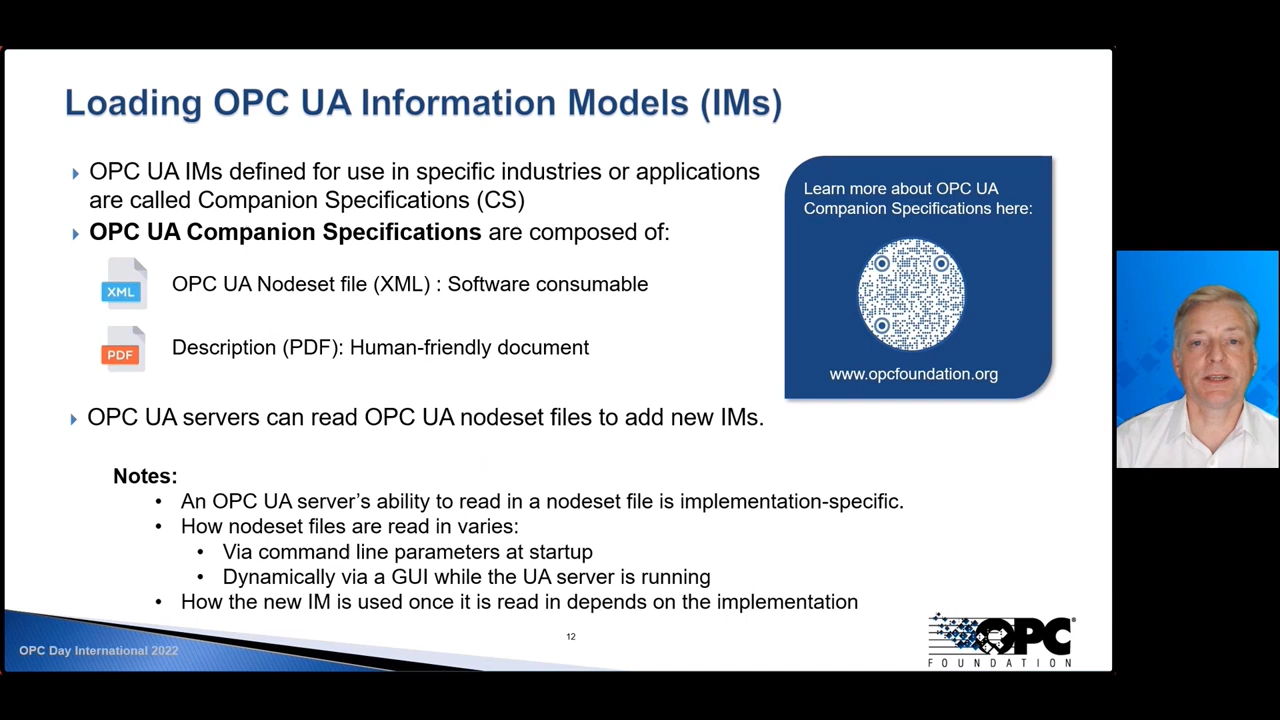 Loading OPC UA Information Models (IMs)
OPC UA IMs defined for use in specific industries or applications
are called Companion Specifications (CS)
OPC UA Companion Specifications are composed of:
XML
OPC UA Nodeset file (XML) : Software consumable
PDF
Description (PDF): Human-friendly document
OPC UA servers can read OPC UA nodeset files to add new IMs.
Learn more about OPC UA
Companion Specifications here:
www.opcfoundation.org
Notes:
• An OPC UA server's ability to read in a nodeset file is implementation-specific.
• How nodeset files are read in varies:
• Via command line parameters at startup
• Dynamically via a GUI while the UA server is running
• How the new IM is used once it is read in depends on the implementation
12
OPC Day International 2022
OPC®
FOUNDATION